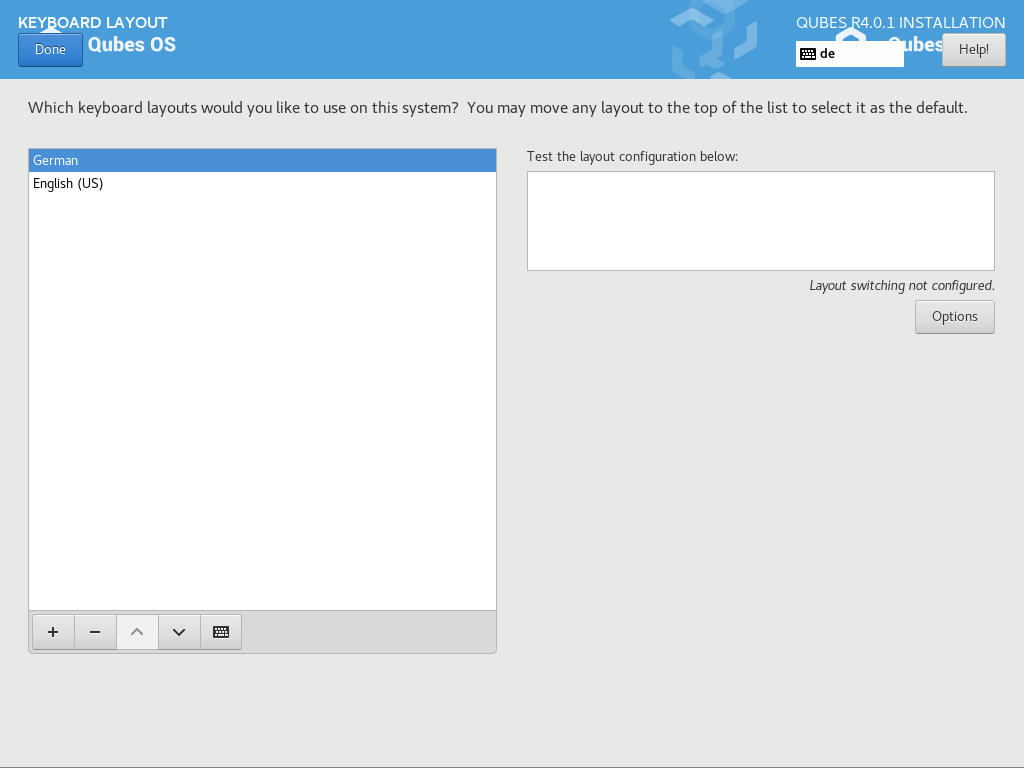 KEYBOARD LAYOUT
QUBES R4.0.1 INSTALLATION
Done
Qubes OS
de
Qubes
Help!
Which keyboard layouts would you like to use on this system?  You may move any layout to the top of the list to select it as the default.
German
English (US)
Test the layout configuration below:
Layout switching not configured.
Options